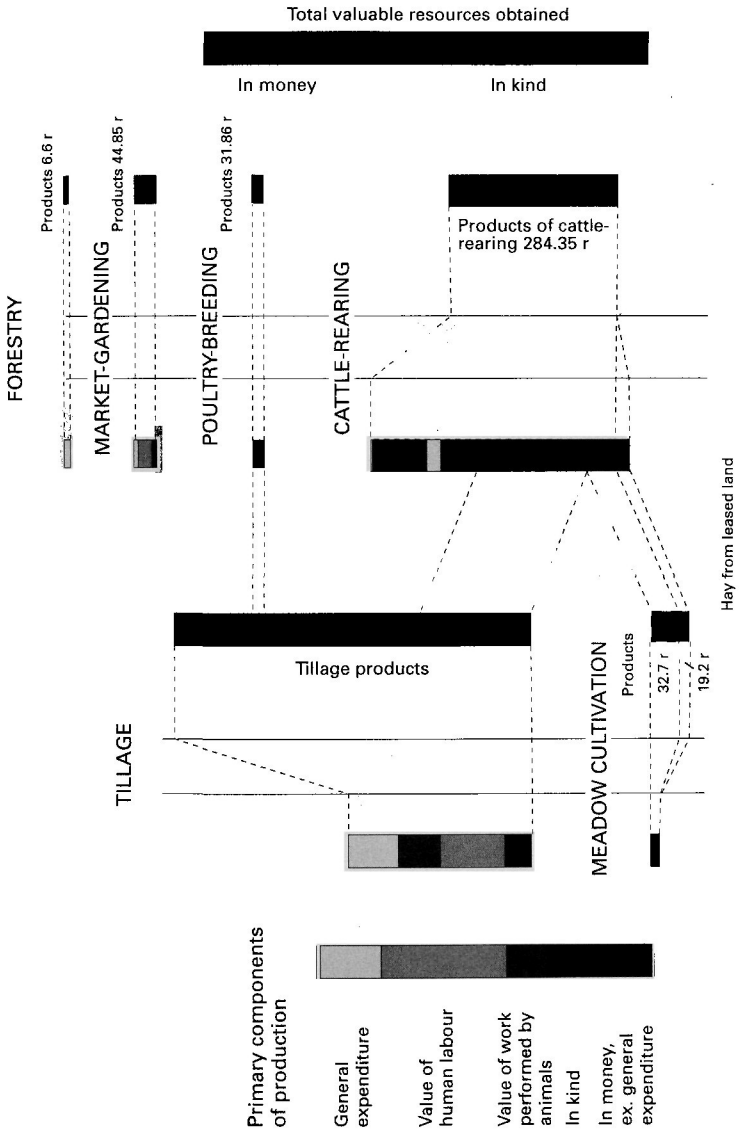 Total valuable resources obtained
In money
In kind
Products 6.6 r
Products 44.85 r
Products 31.86 r
Products of cattle-
rearing 284.35 r
FORESTRY
MARKET-GARDENING
POULTRY-BREEDING
CATTLE-REARING
Hay from leased land
Tillage products
Products
32.7 r
19.2 r
TILLAGE
MEADOW CULTIVATION
Primary components
of production
General
expenditure
Value of
human labour
Value of work
performed by
animals
In kind
In money,
ex. general
expenditure